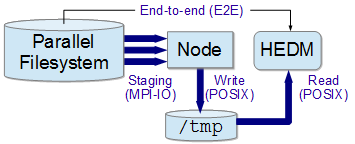 End-to-end (E2E)
Parallel
Filesystem
Node
HEDM
Staging
(MPI-IO)
Write
(POSIX)
Read
(POSIX)
/tmp